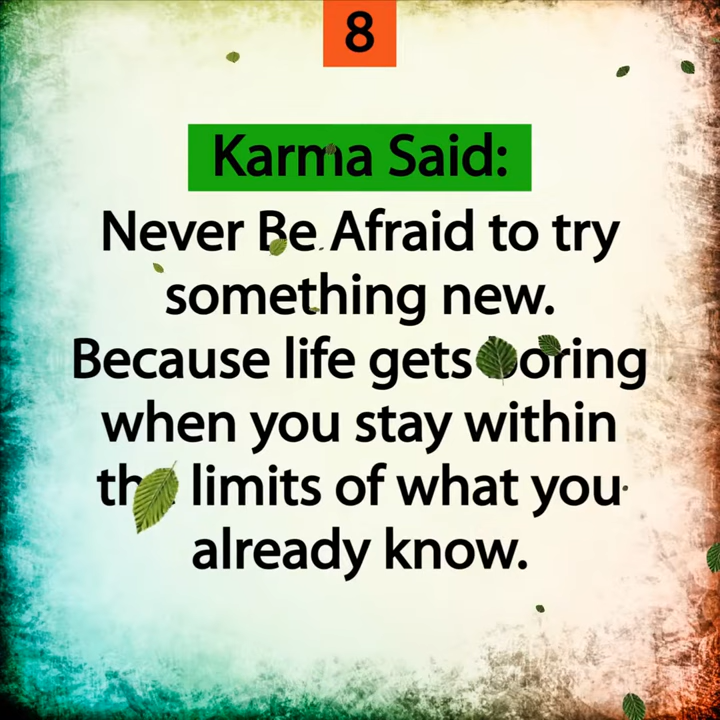 8
Karma Said:
Never Be Afraid to try
something new.
Because life gets boring
when you stay within
the limits of what you
already know.